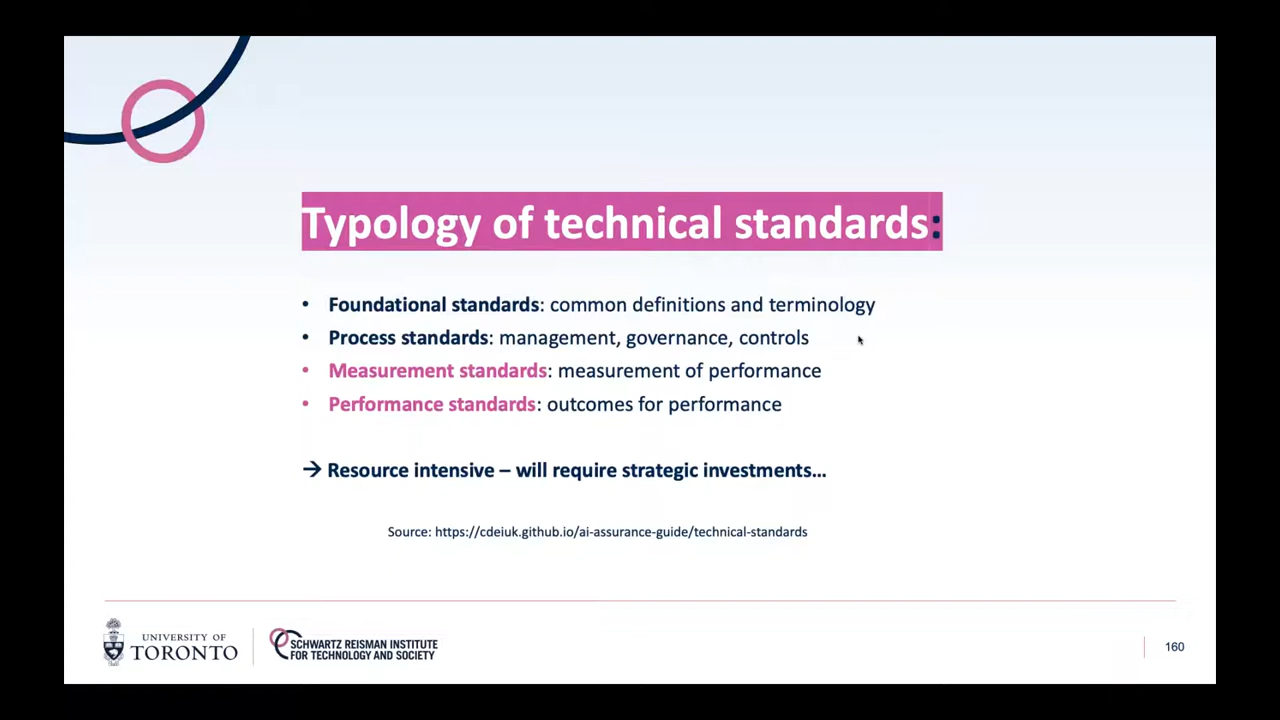 Typology of technical standards:
• Foundational standards: common definitions and terminology
• Process standards: management, governance, controls
• Measurement standards: measurement of performance
• Performance standards: outcomes for performance
→ Resource intensive – will require strategic investments…
Source: https://cdeiuk.github.io/ai-assurance-guide/technical-standards
UNIVERSITY OF
TORONTO
SCHWARTZ REISMAN INSTITUTE
FOR TECHNOLOGY AND SOCIETY
160